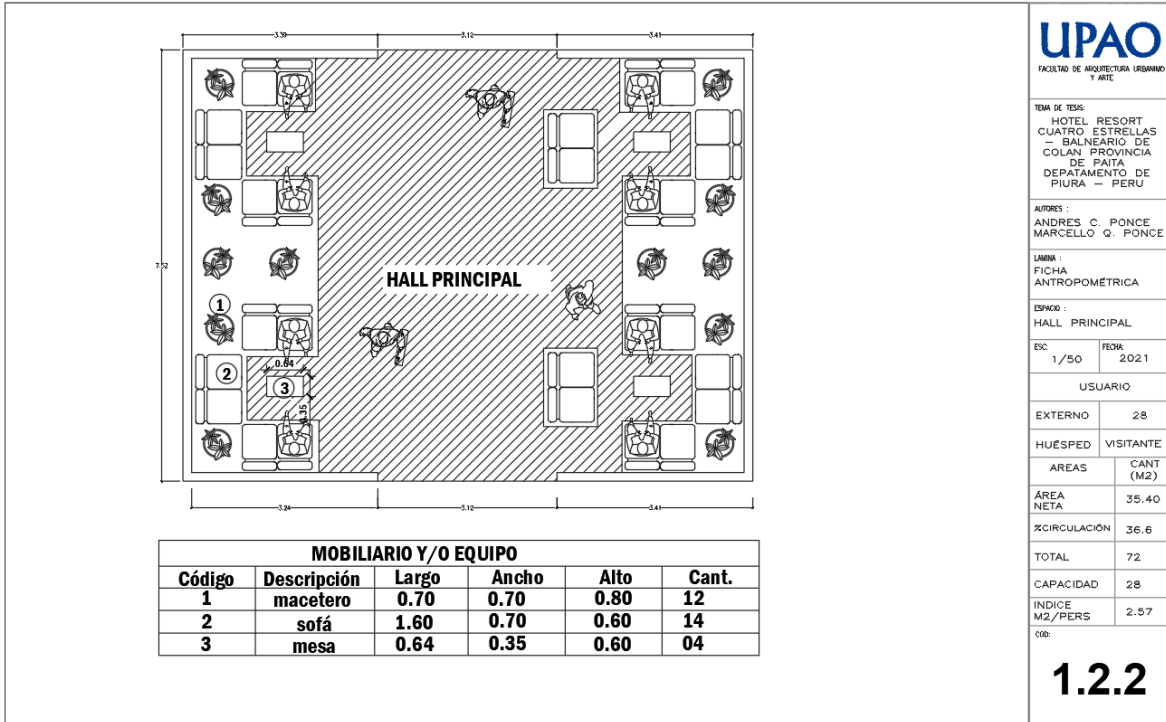 3.30 3.12 3.41
7.52
HALL PRINCIPAL
1
2
0.64
3
0.35
3.24 3.12 3.41
MOBILIARIO Y/O EQUIPO
Código Descripción Largo Ancho Alto Cant.
1 macetero 0.70 0.70 0.80 12
2 sofá 1.60 0.70 0.60 14
3 mesa 0.64 0.35 0.60 04
UPAO
FACULTAD DE ARQUITECTURA URBANIMO
Y ARTE
TEMA DE TESIS:
HOTEL RESORT
CUATRO ESTRELLAS
– BALNEARIO DE
COLAN PROVINCIA
DE PAITA
DEPATAMENTO DE
PIURA – PERU
AUTORES :
ANDRES C. PONCE
MARCELLO Q. PONCE
LAMINA :
FICHA
ANTROPOMÉTRICA
ESPACIO :
HALL PRINCIPAL
ESC: FECHA:
1/50 2021
USUARIO
EXTERNO 28
HUÉSPED VISITANTE
AREAS CANT
(M2)
ÁREA
NETA 35.40
%CIRCULACIÓN 36.6
TOTAL 72
CAPACIDAD 28
INDICE
M2/PERS 2.57
COD:
1.2.2